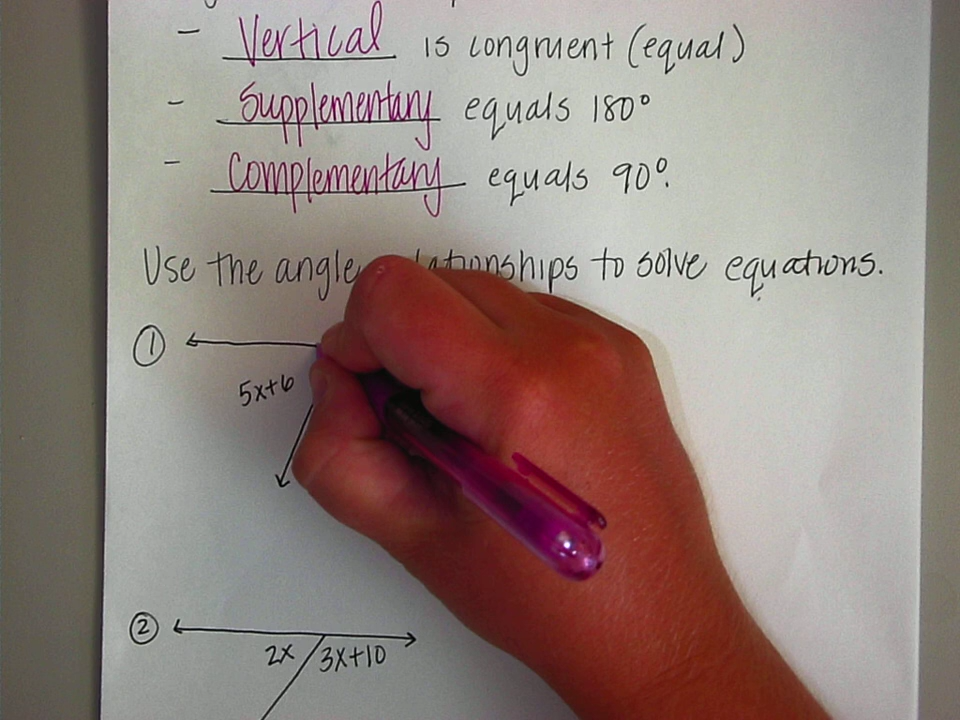 - Vertical is congruent (equal)
- Supplementary equals 180°
- Complementary equals 90°.
Use the angle to solve equations.
1
5x+6
2
2x 3x+10